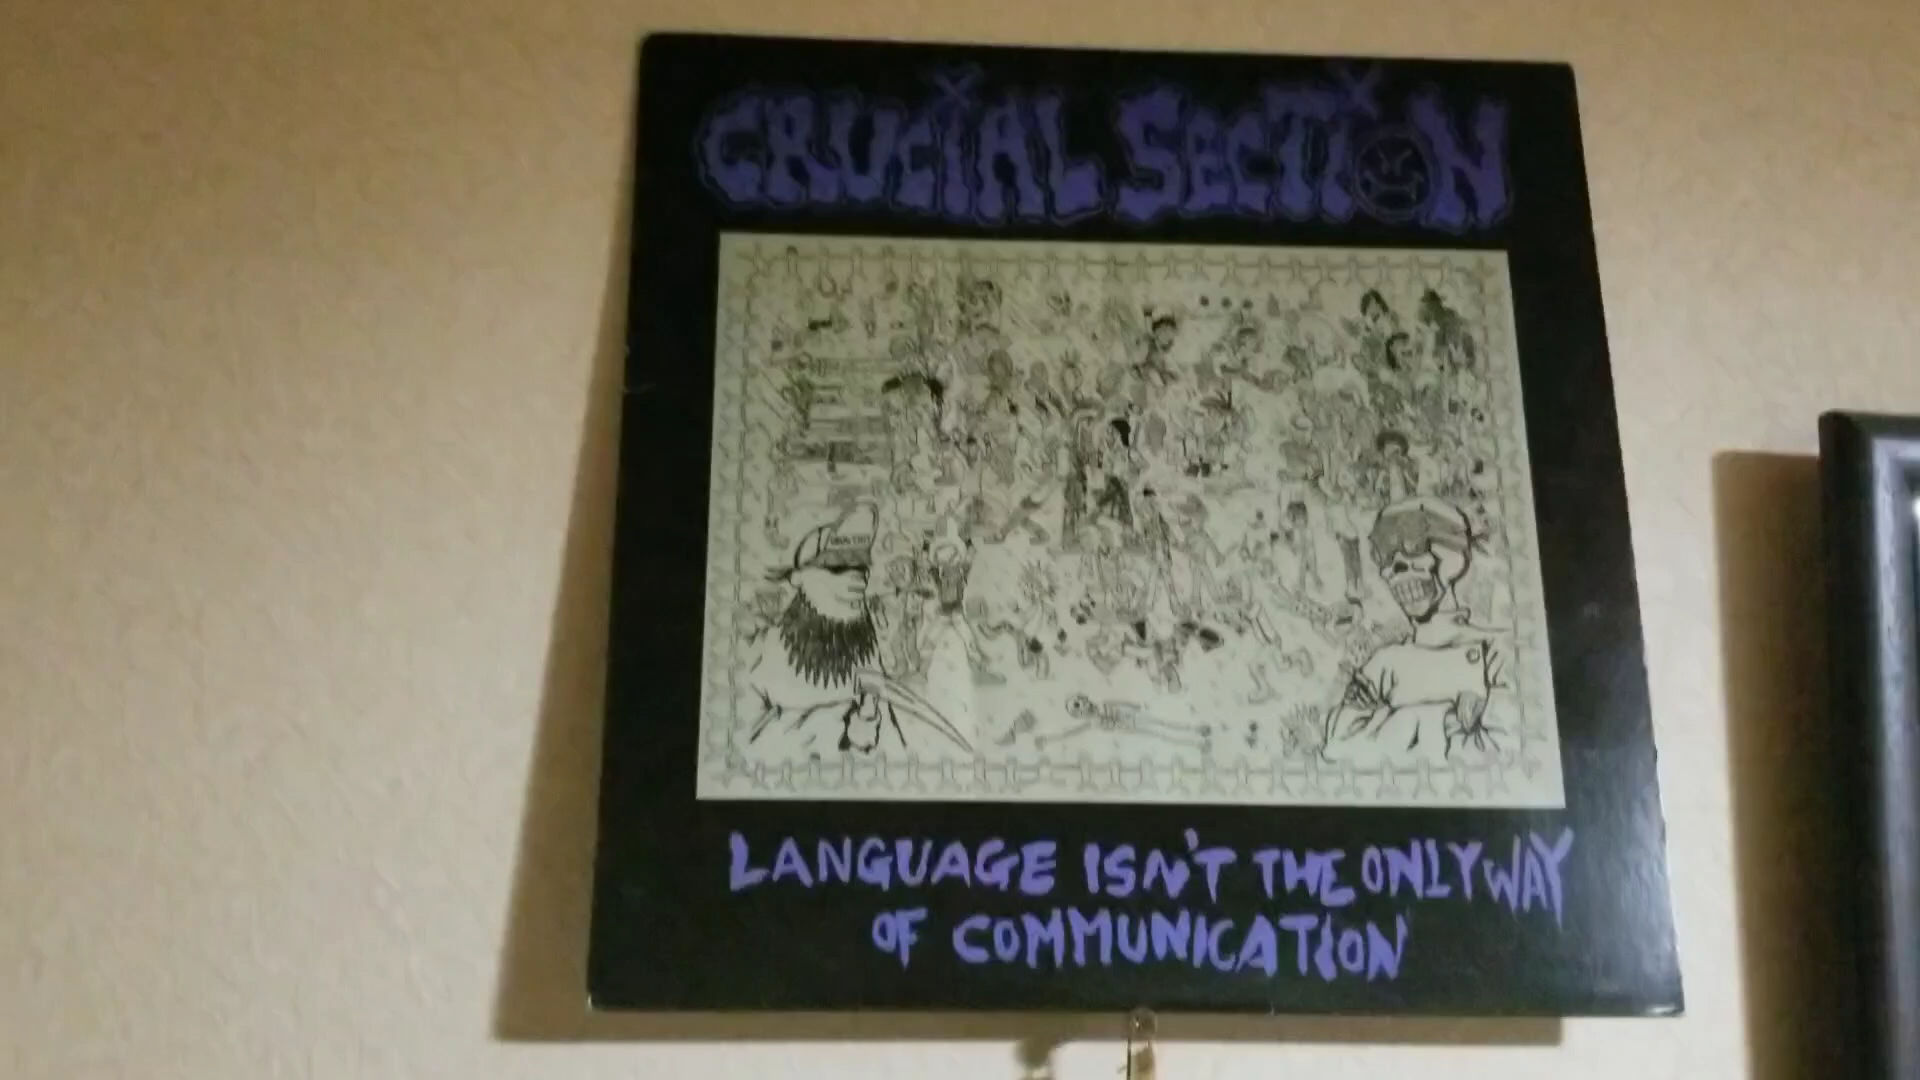 CRUCIAL SECTION
LANGUAGE ISN'T THE ONLY WAY
OF COMMUNICATION